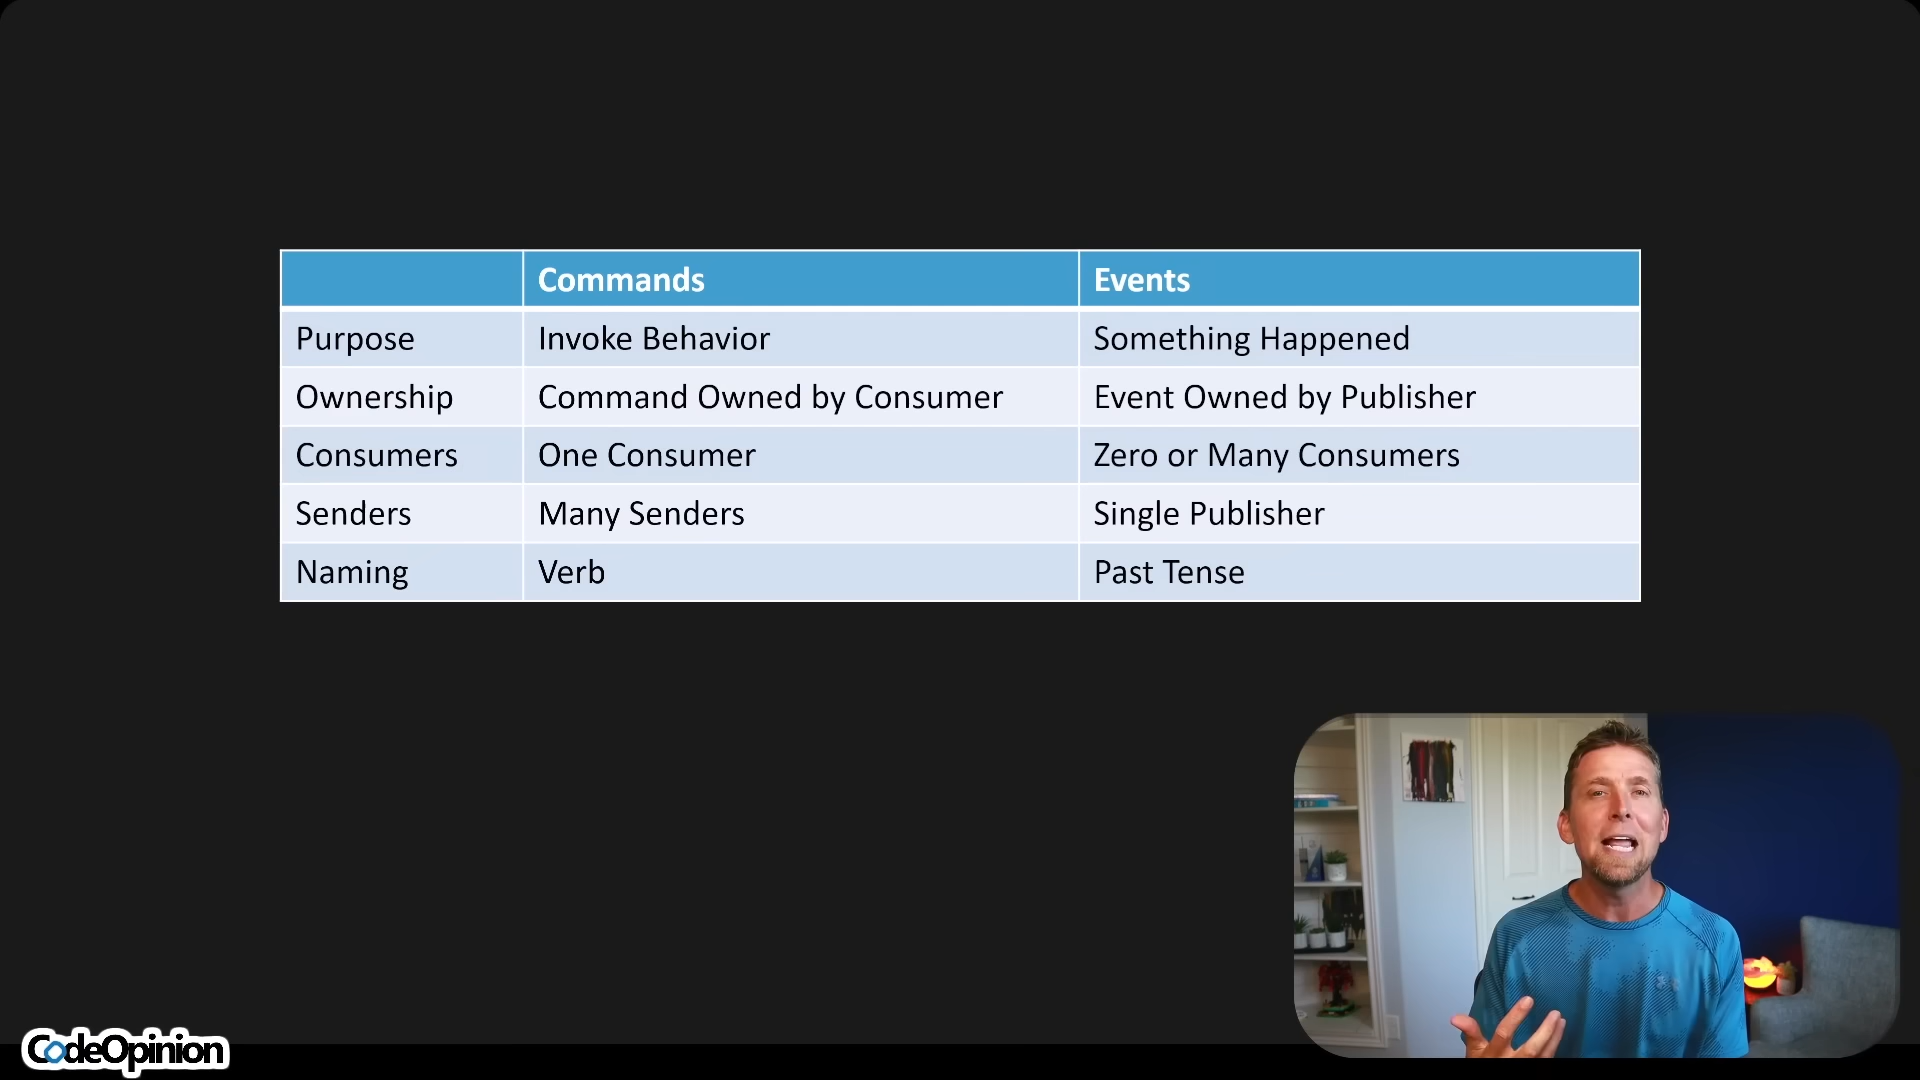 Commands Events
Purpose Invoke Behavior Something Happened
Ownership Command Owned by Consumer Event Owned by Publisher
Consumers One Consumer Zero or Many Consumers
Senders Many Senders Single Publisher
Naming Verb Past Tense
CodeOpinion